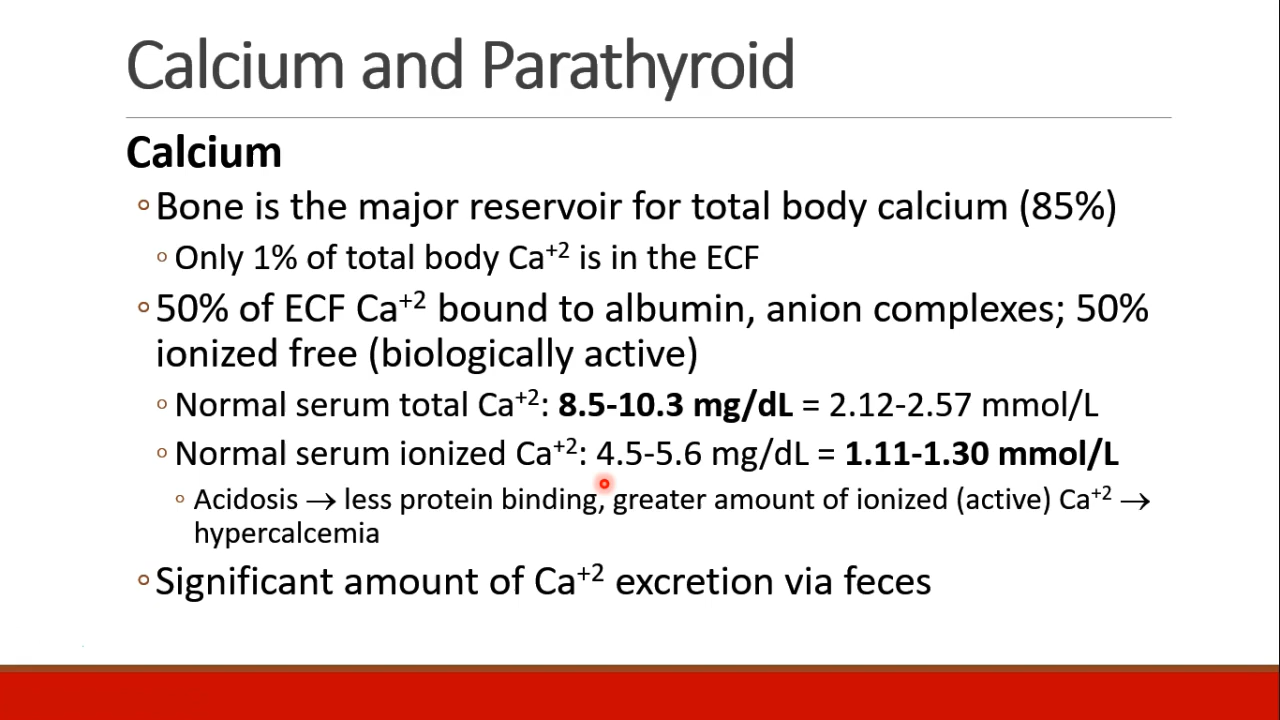 Calcium and Parathyroid
Calcium
Bone is the major reservoir for total body calcium (85%)
Only 1% of total body Ca⁺² is in the ECF
50% of ECF Ca⁺² bound to albumin, anion complexes; 50%
ionized free (biologically active)
Normal serum total Ca⁺²: 8.5-10.3 mg/dL = 2.12-2.57 mmol/L
Normal serum ionized Ca⁺²: 4.5-5.6 mg/dL = 1.11-1.30 mmol/L
Acidosis → less protein binding, greater amount of ionized (active) Ca⁺² →
hypercalcemia
Significant amount of Ca⁺² excretion via feces